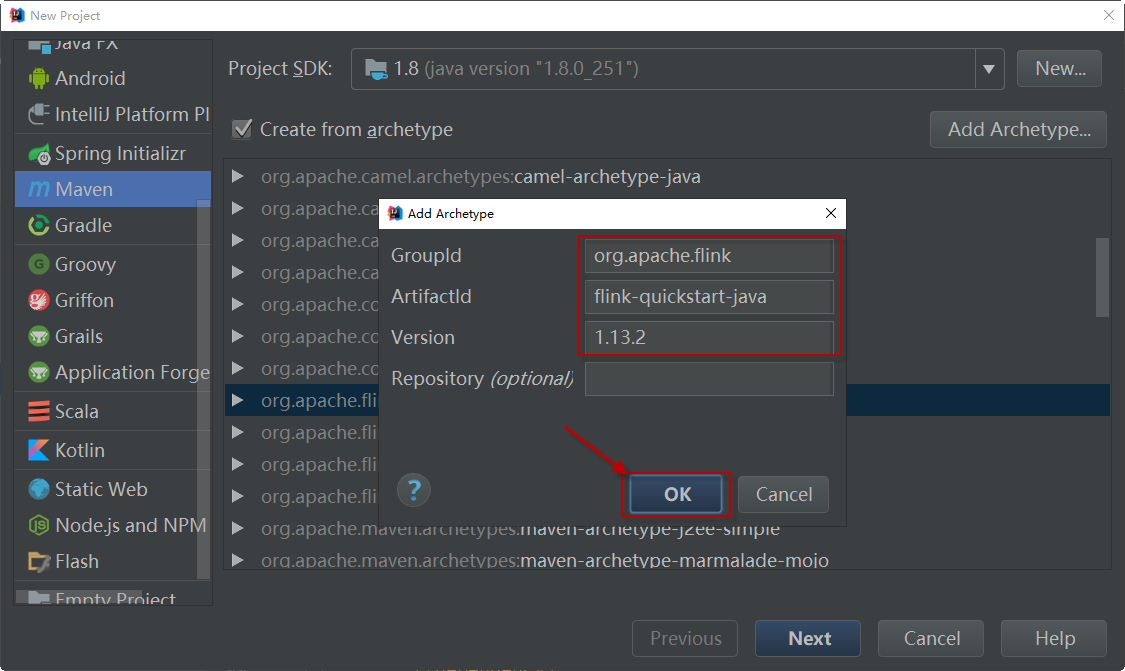 New Project
Java FX
Android
IntelliJ Platform Pl
Spring Initializr
Maven
Gradle
Groovy
Griffon
Grails
Application Forge
Scala
Kotlin
Static Web
Node.js and NPM
Flash
Empty Project
Project SDK: 1.8 (java version "1.8.0_251") New...
Create from archetype Add Archetype...
org.apache.camel.archetypes:camel-archetype-java
org.apache.ca
org.apache.ca
org.apache.ca
org.apache.co
org.apache.co
org.apache.co
org.apache.fli
org.apache.fli
org.apache.fli
org.apache.fli
org.apache.maven.archetypes:maven-archetype-j2ee-simple
org.apache.maven.archetypes:maven-archetype-marmalade-mojo
Add Archetype
GroupId org.apache.flink
ArtifactId flink-quickstart-java
Version 1.13.2
Repository (optional)
? OK Cancel
Previous Next Cancel Help